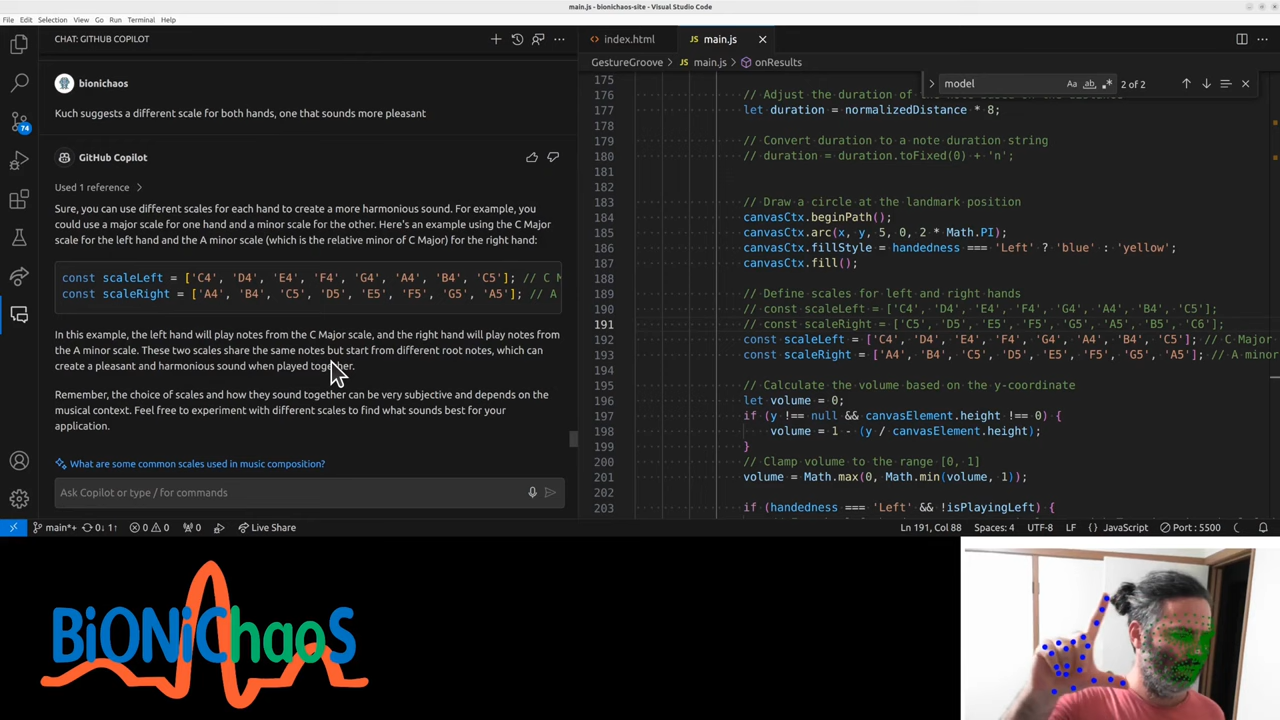 main.js - bionichaos-site - Visual Studio Code
File Edit Selection View Go Run Terminal Help
CHAT: GITHUB COPILOT
bionichaos
Kuch suggests a different scale for both hands, one that sounds more pleasant
GitHub Copilot
Used 1 reference
Sure, you can use different scales for each hand to create a more harmonious sound. For example, you
could use a major scale for one hand and a minor scale for the other. Here's an example using the C Major
scale for the left hand and the A minor scale (which is the relative minor of C Major) for the right hand:
const scaleLeft = ['C4', 'D4', 'E4', 'F4', 'G4', 'A4', 'B4', 'C5']; // C M
const scaleRight = ['A4', 'B4', 'C5', 'D5', 'E5', 'F5', 'G5', 'A5']; // A
In this example, the left hand will play notes from the C Major scale, and the right hand will play notes from
the A minor scale. These two scales share the same notes but start from different root notes, which can
create a pleasant and harmonious sound when played together.
Remember, the choice of scales and how they sound together can be very subjective and depends on the
musical context. Feel free to experiment with different scales to find what sounds best for your
application.
What are some common scales used in music composition?
Ask Copilot or type / for commands
74
index.html
JS main.js
GestureGroove > JS main.js > onResults
model
Aa ab 2 of 2
175
176 // Adjust the duration of
177 let duration = normalizedDistance * 8;
178
179 // Convert duration to a note duration string
180 // duration = duration.toFixed(0) + 'n';
181
182
183 // Draw a circle at the landmark position
184 canvasCtx.beginPath();
185 canvasCtx.arc(x, y, 5, 0, 2 * Math.PI);
186 canvasCtx.fillStyle = handedness === 'Left' ? 'blue' : 'yellow';
187 canvasCtx.fill();
188
189 // Define scales for left and right hands
190 // const scaleLeft = ['C4', 'D4', 'E4', 'F4', 'G4', 'A4', 'B4', 'C5'];
191 // const scaleRight = ['C5', 'D5', 'E5', 'F5', 'G5', 'A5', 'B5', 'C6'];
192 const scaleLeft = ['C4', 'D4', 'E4', 'F4', 'G4', 'A4', 'B4', 'C5']; // C Major
193 const scaleRight = ['A4', 'B4', 'C5', 'D5', 'E5', 'F5', 'G5', 'A5']; // A minor
194
195 // Calculate the volume based on the y-coordinate
196 let volume = 0;
197 if (y !== null && canvasElement.height !== 0) {
198 volume = 1 - (y / canvasElement.height);
199 }
200 // Clamp volume to the range [0, 1]
201 volume = Math.max(0, Math.min(volume, 1));
202
203 if (handedness === 'Left' && !isPlayingLeft) {
main*+ 0↓ 1↑ 0 0 0 Live Share
Ln 191, Col 88 Spaces: 4 UTF-8 LF {} JavaScript Port : 5500
BiONiChaoS